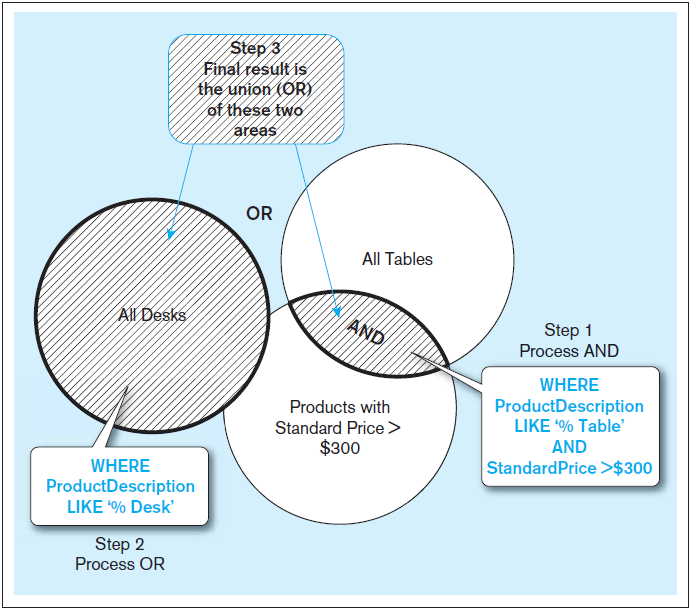 Step 3
Final result is
the union (OR)
of these two
areas
OR
All Tables
All Desks
AND
Step 1
Process AND
WHERE
ProductDescription
LIKE ‘% Table’
AND
StandardPrice >$300
Products with
Standard Price >
$300
WHERE
ProductDescription
LIKE ‘% Desk’
Step 2
Process OR